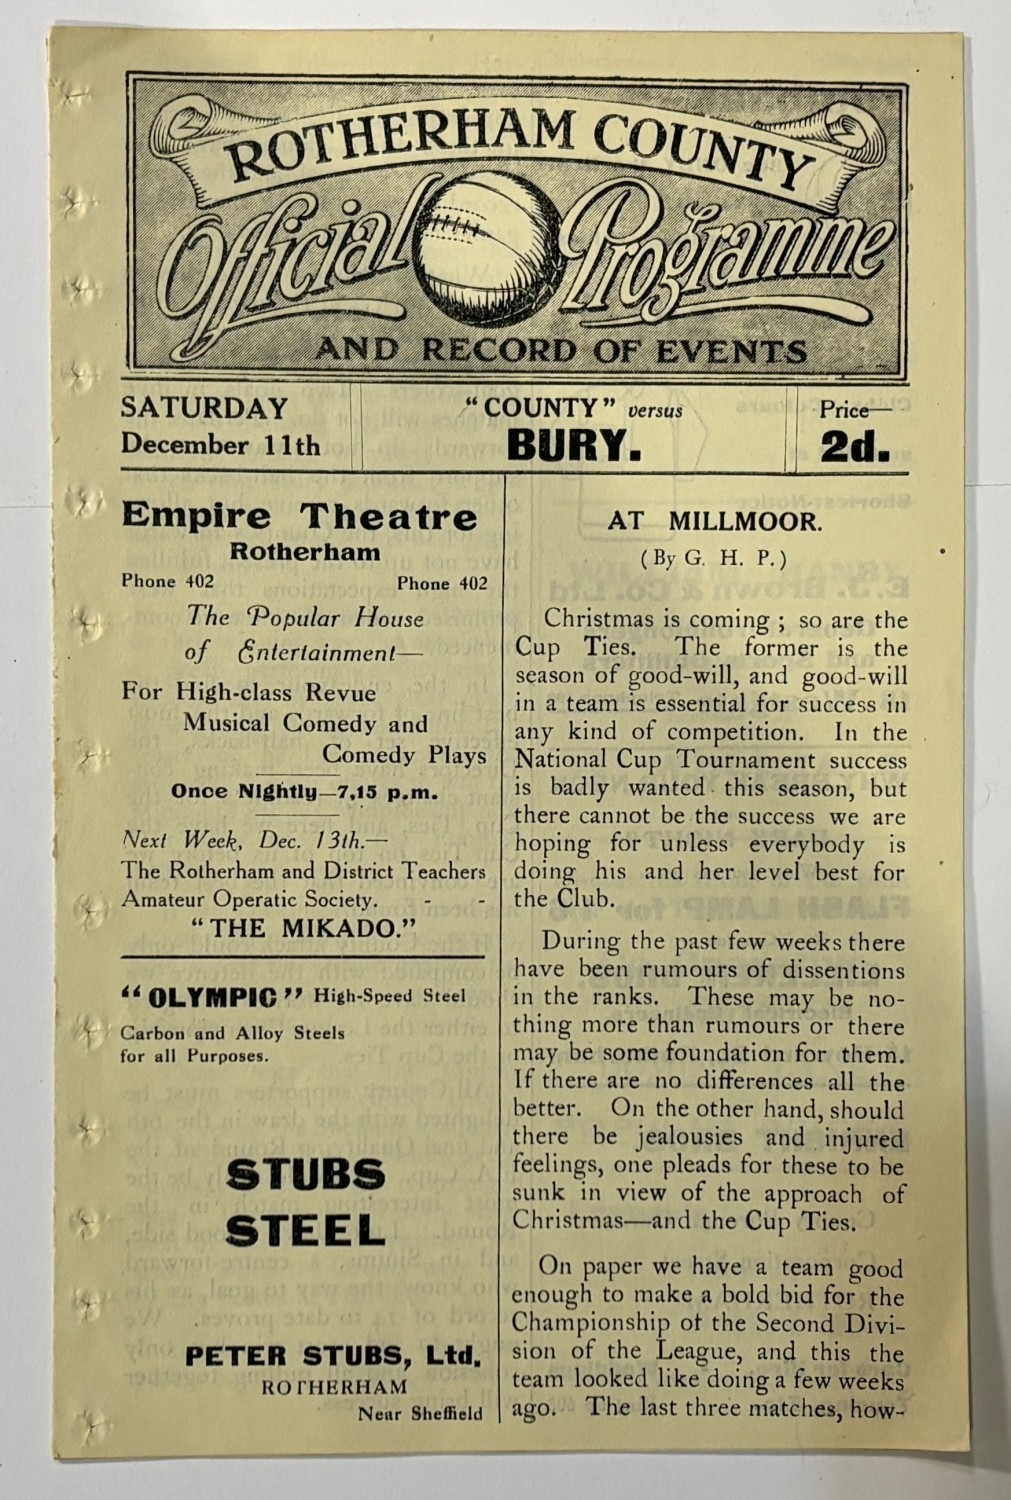 ROTHERHAM COUNTY
Official Programme
AND RECORD OF EVENTS
SATURDAY
December 11th
"COUNTY" versus
BURY.
Price—
2d.
Empire Theatre
Rotherham
Phone 402 Phone 402
The Popular House
of Entertainment—
For High-class Revue
Musical Comedy and
Comedy Plays
Once Nightly—7,15 p.m.
Next Week, Dec. 13th.—
The Rotherham and District Teachers
Amateur Operatic Society. - -
"THE MIKADO."
"OLYMPIC" High-Speed Steel
Carbon and Alloy Steels
for all Purposes.
STUBS
STEEL
PETER STUBS, Ltd.
ROTHERHAM
Near Sheffield
AT MILLMOOR.
(By G. H. P.)
Christmas is coming ; so are the
Cup Ties. The former is the
season of good-will, and good-will
in a team is essential for success in
any kind of competition. In the
National Cup Tournament success
is badly wanted this season, but
there cannot be the success we are
hoping for unless everybody is
doing his and her level best for
the Club.
During the past few weeks there
have been rumours of dissentions
in the ranks. These may be no-
thing more than rumours or there
may be some foundation for them.
If there are no differences all the
better. On the other hand, should
there be jealousies and injured
feelings, one pleads for these to be
sunk in view of the approach of
Christmas—and the Cup Ties.
On paper we have a team good
enough to make a bold bid for the
Championship of the Second Divi-
sion of the League, and this the
team looked like doing a few weeks
ago. The last three matches, how-